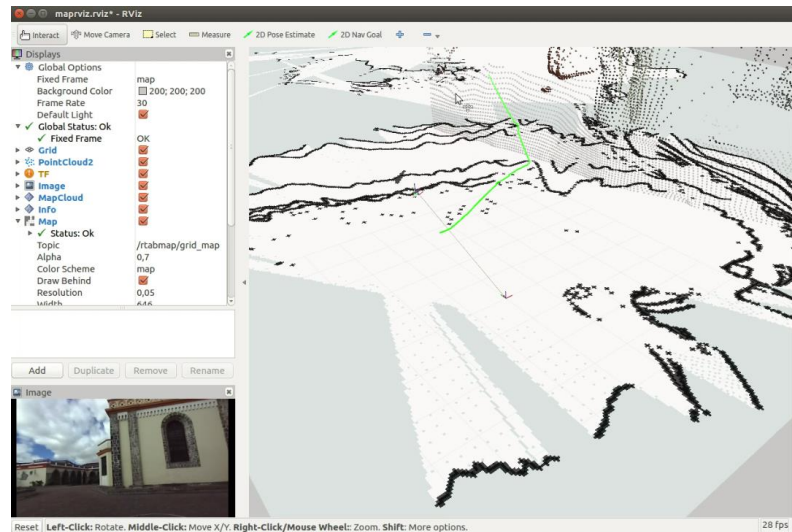 maprviz.rviz* - RViz
Interact Move Camera Select Measure 2D Pose Estimate 2D Nav Goal
Displays
Global Options
Fixed Frame map
Background Color 200; 200; 200
Frame Rate 30
Default Light
Global Status: Ok
Fixed Frame OK
Grid
PointCloud2
TF
Image
MapCloud
Info
Map
Status: Ok
Topic /rtabmap/grid_map
Alpha 0,7
Color Scheme map
Draw Behind
Resolution 0,05
Width 646
Add Duplicate Remove Rename
Image
Reset Left-Click: Rotate. Middle-Click: Move X/Y. Right-Click/Mouse Wheel:: Zoom. Shift: More options. 28 fps